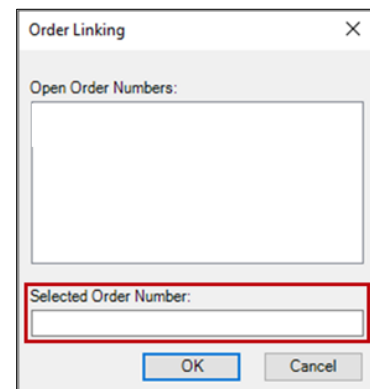 Order Linking
Open Order Numbers:
Selected Order Number:
OK Cancel